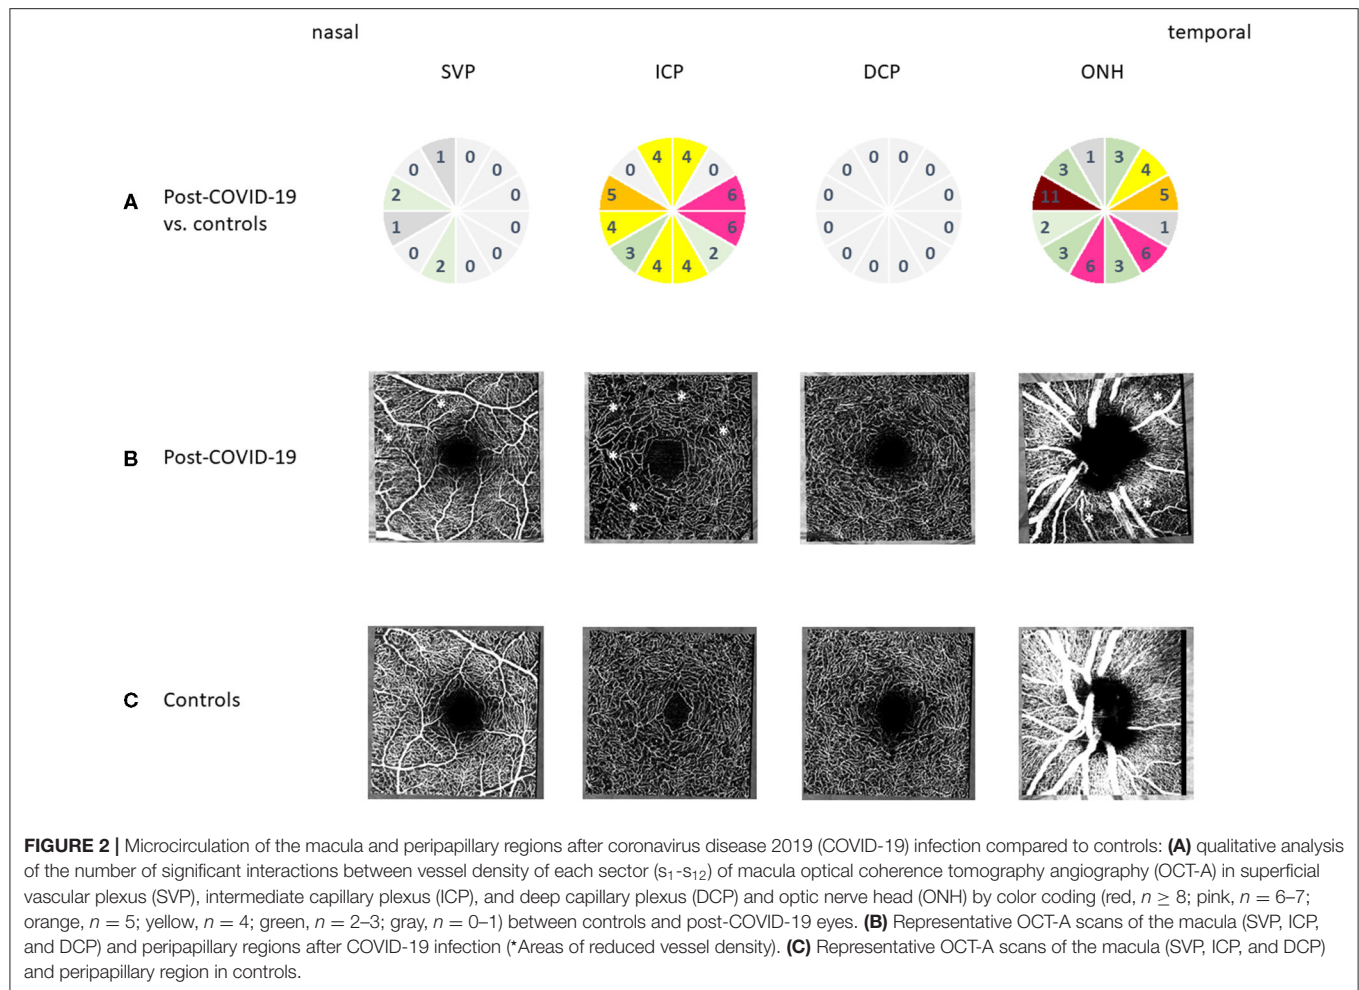 nasal
temporal
SVP
ICP
DCP
ONH
A
Post-COVID-19
vs. controls
1 0
0 0
2 0
1 0
0 0
2 0
4 4
0 0
5 6
4 6
3 2
4 4
0 0
0 0
0 0
0 0
0 0
0 0
1 3
3 4
11 5
2 1
3 6
6 3
B
Post-COVID-19
* * * * * * * * * *
C
Controls
FIGURE 2 | Microcirculation of the macula and peripapillary regions after coronavirus disease 2019 (COVID-19) infection compared to controls: (A) qualitative analysis
of the number of significant interactions between vessel density of each sector (s₁-s₁₂) of macula optical coherence tomography angiography (OCT-A) in superficial
vascular plexus (SVP), intermediate capillary plexus (ICP), and deep capillary plexus (DCP) and optic nerve head (ONH) by color coding (red, n ≥ 8; pink, n = 6–7;
orange, n = 5; yellow, n = 4; green, n = 2–3; gray, n = 0–1) between controls and post-COVID-19 eyes. (B) Representative OCT-A scans of the macula (SVP, ICP,
and DCP) and peripapillary regions after COVID-19 infection (*Areas of reduced vessel density). (C) Representative OCT-A scans of the macula (SVP, ICP, and DCP)
and peripapillary region in controls.